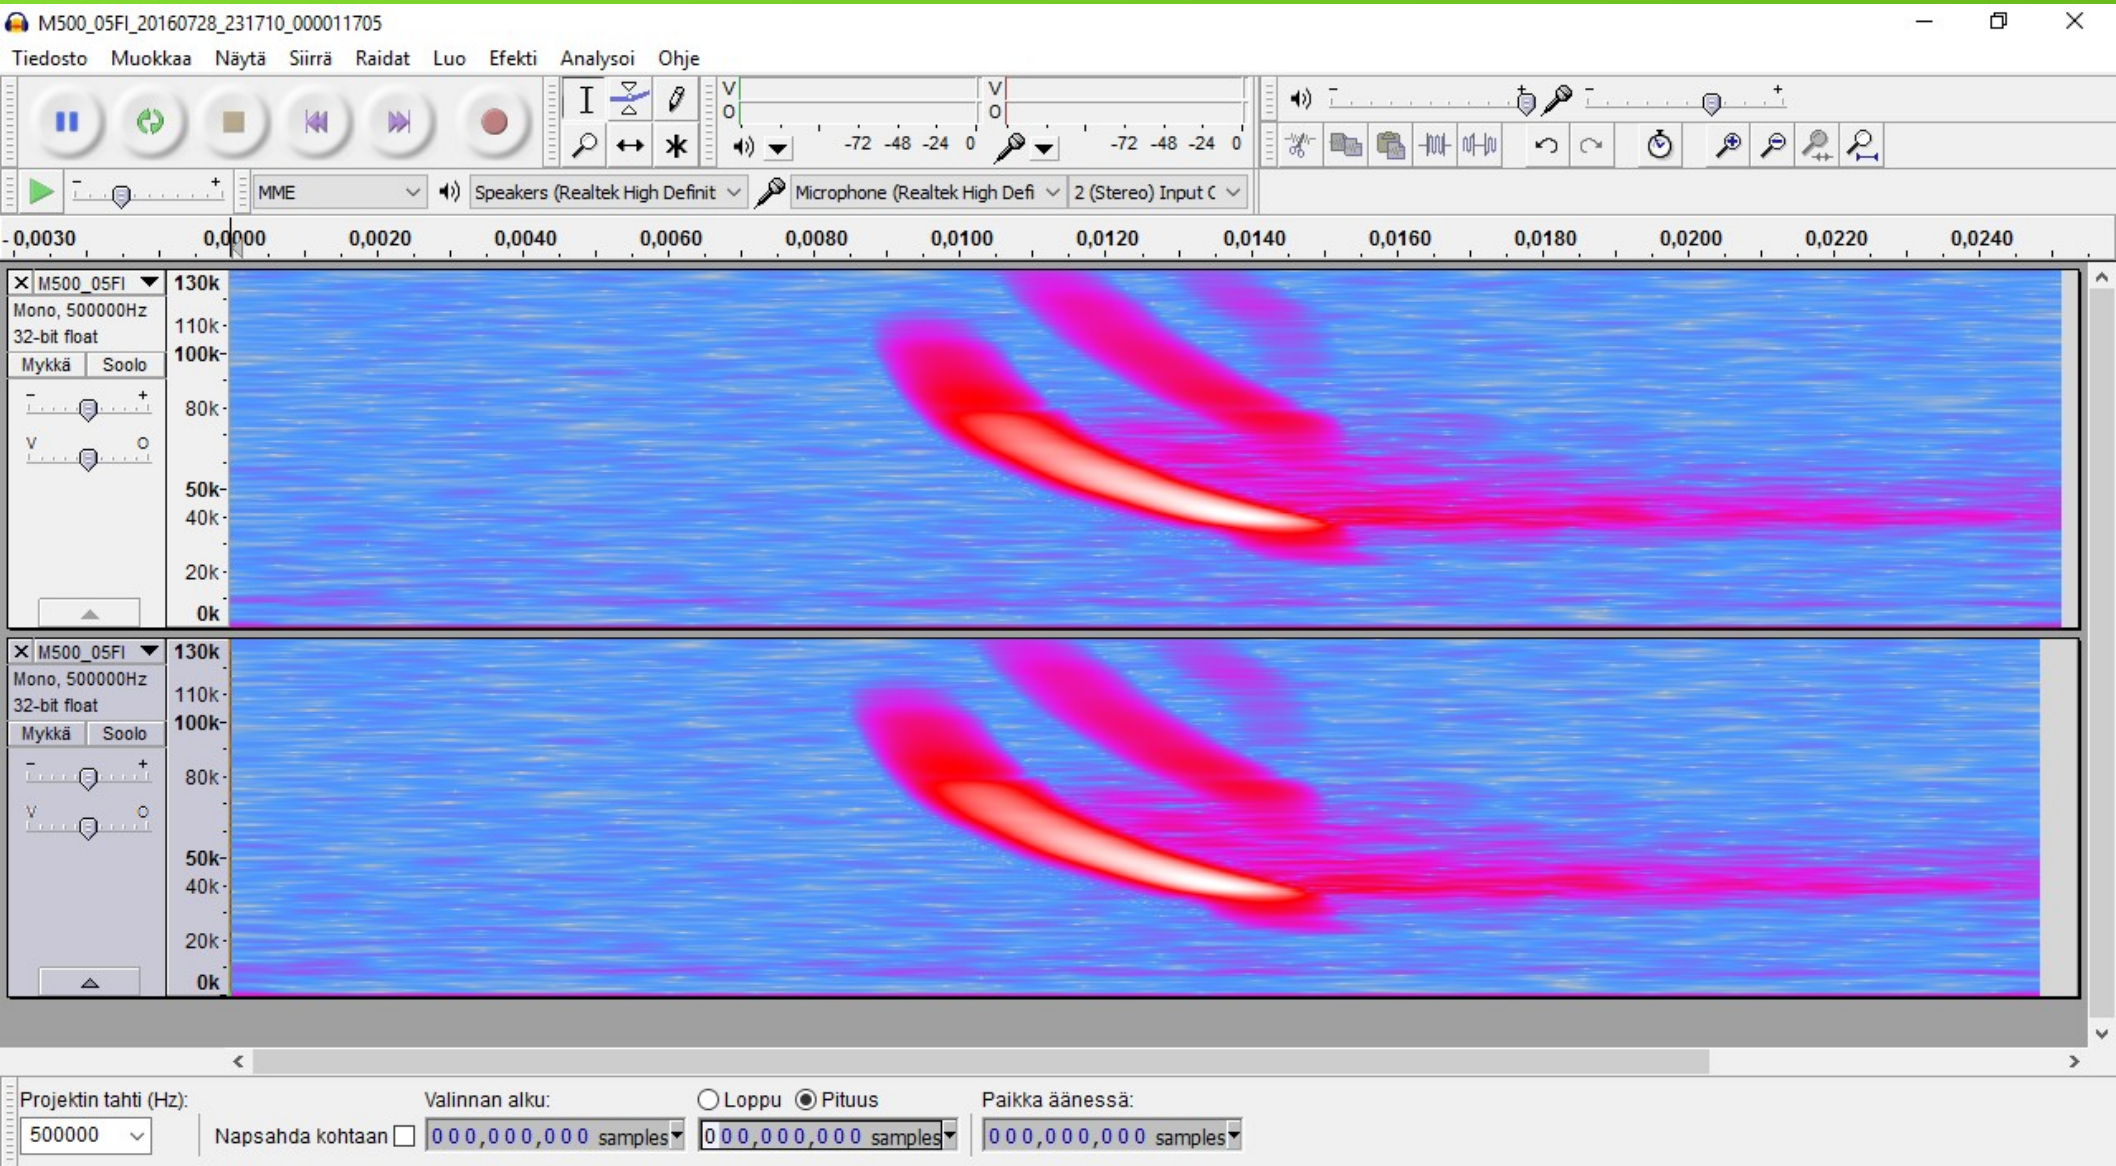 M500_05FI_20160728_231710_000011705
Tiedosto Muokkaa Näytä Siirrä Raidat Luo Efekti Analysoi Ohje
V O -72 -48 -24 0 V O -72 -48 -24 0
MME Speakers (Realtek High Definit Microphone (Realtek High Defi 2 (Stereo) Input C
- 0,0030 0,0000 0,0020 0,0040 0,0060 0,0080 0,0100 0,0120 0,0140 0,0160 0,0180 0,0200 0,0220 0,0240
M500_05FI 130k
Mono, 500000Hz
110k
32-bit float
100k
Mykkä Soolo
- +
80k
V O
50k
40k
20k
0k
M500_05FI 130k
Mono, 500000Hz
110k
32-bit float
100k
Mykkä Soolo
- +
80k
V O
50k
40k
20k
0k
Projektin tahti (Hz): Valinnan alku: Loppu Pituus Paikka äänessä:
500000 Napsahda kohtaan 000,000,000 samples 000,000,000 samples 000,000,000 samples